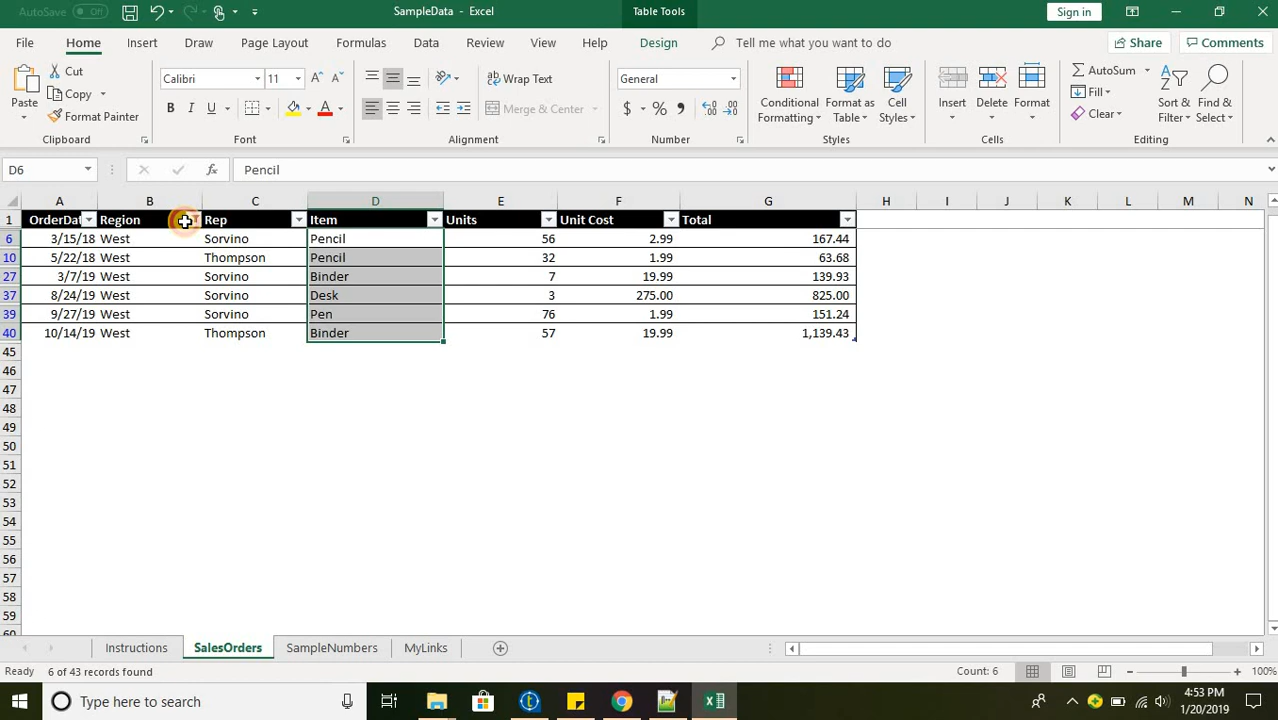 AutoSave Off SampleData - Excel Table Tools Sign in
File Home Insert Draw Page Layout Formulas Data Review View Help Design Tell me what you want to do Share Comments
Paste Cut Copy Format Painter
Calibri 11
B I U A
Wrap Text
Merge & Center
General
$ % ,
Conditional Formatting Format as Table Cell Styles
Insert Delete Format
AutoSum Fill Clear
Sort & Filter Find & Select
Clipboard Font Alignment Number Styles Cells Editing
D6 fx Pencil
A B C D E F G H I J K L M N
1 OrderDat Region Rep Item Units Unit Cost Total
6 3/15/18 West Sorvino Pencil 56 2.99 167.44
10 5/22/18 West Thompson Pencil 32 1.99 63.68
27 3/7/19 West Sorvino Binder 7 19.99 139.93
37 8/24/19 West Sorvino Desk 3 275.00 825.00
39 9/27/19 West Sorvino Pen 76 1.99 151.24
40 10/14/19 West Thompson Binder 57 19.99 1,139.43
45
46
47
48
49
50
51
52
53
54
55
56
57
58
59
60
Instructions SalesOrders SampleNumbers MyLinks
Ready 6 of 43 records found Count: 6 100%
Type here to search 4:53 PM
1/20/2019